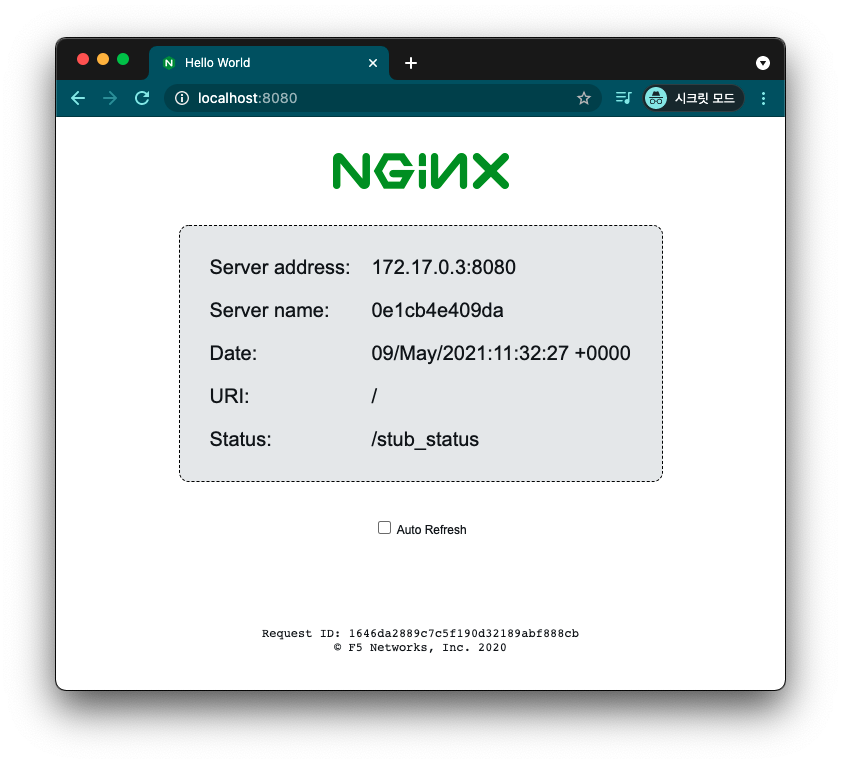 Hello World
localhost:8080
시크릿 모드
NGINX
Server address: 172.17.0.3:8080
Server name: 0e1cb4e409da
Date: 09/May/2021:11:32:27 +0000
URI: /
Status: /stub_status
Auto Refresh
Request ID: 1646da2889c7c5f190d32189abf888cb
© F5 Networks, Inc. 2020